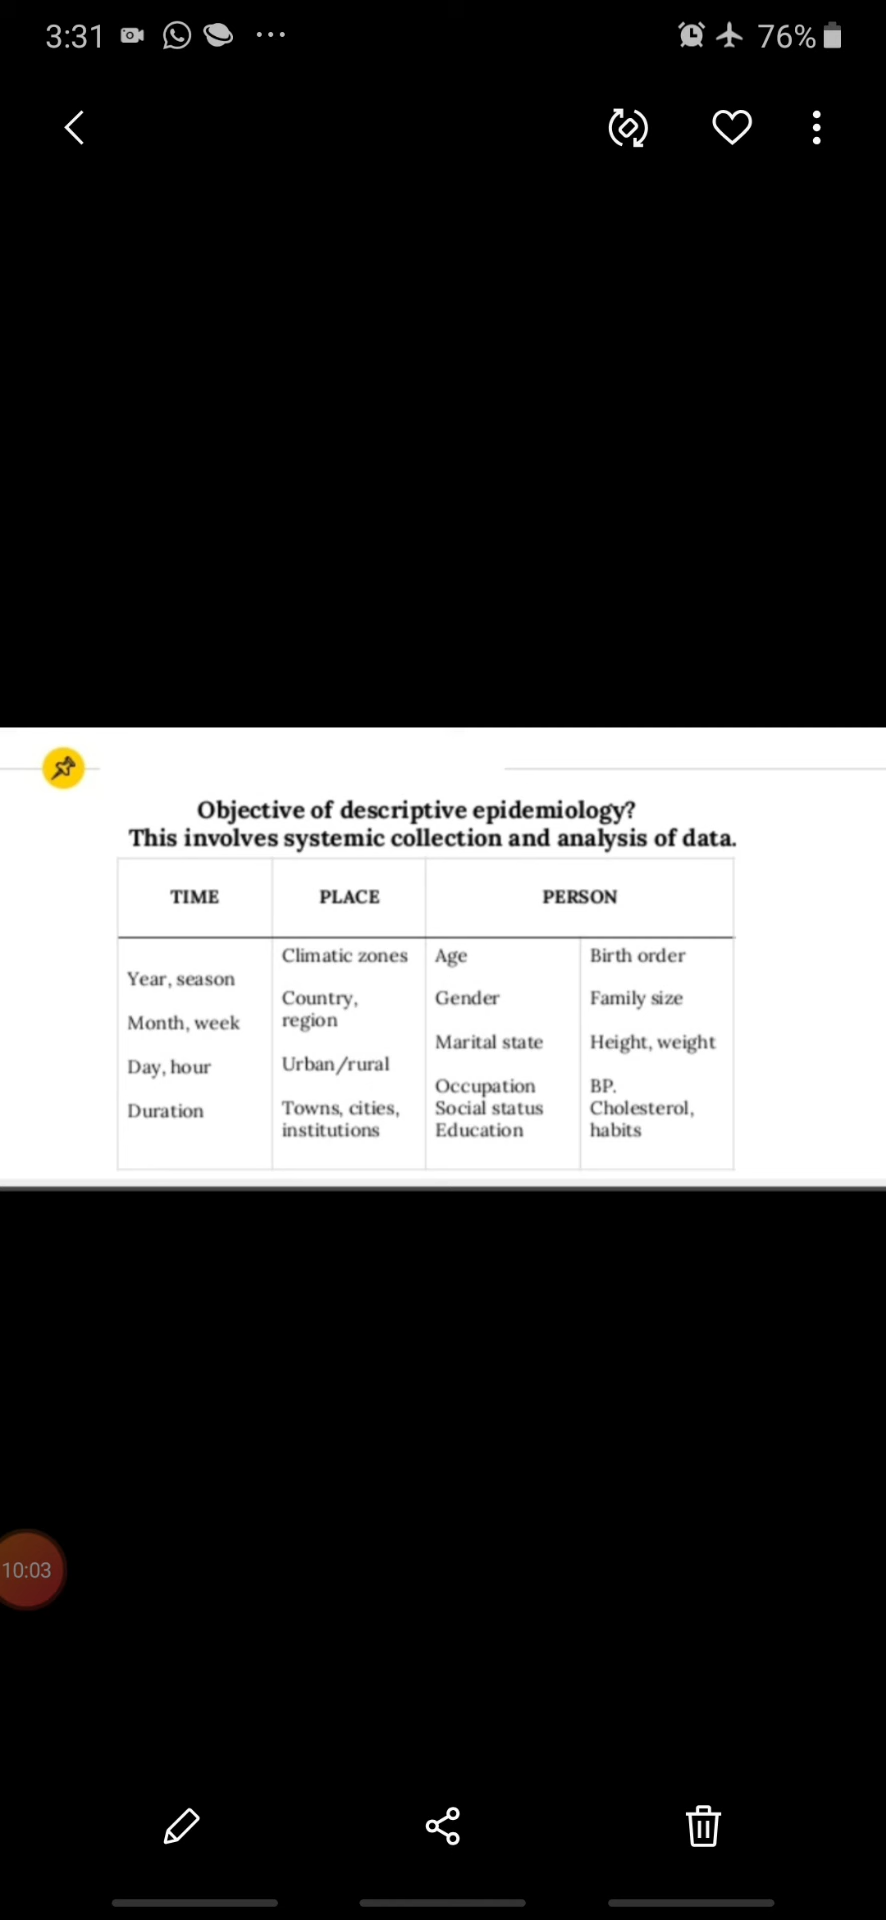 3:31
76%
Objective of descriptive epidemiology?
This involves systemic collection and analysis of data.
TIME
PLACE
PERSON
Year, season
Month, week
Day, hour
Duration
Climatic zones
Country,
region
Urban/rural
Towns, cities,
institutions
Age
Gender
Marital state
Occupation
Social status
Education
Birth order
Family size
Height, weight
BP.
Cholesterol,
habits
10:03